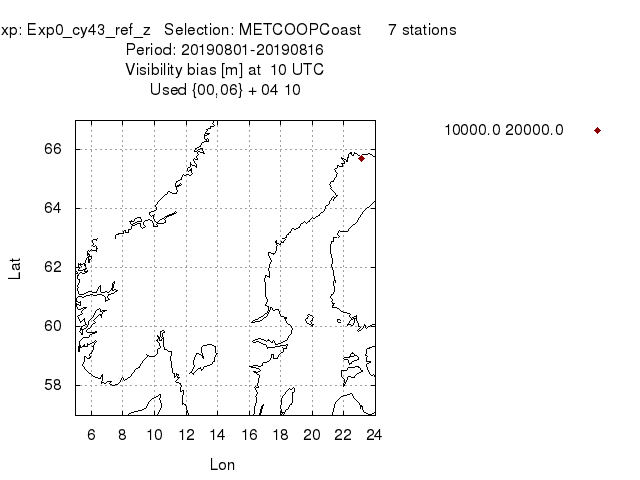 xp: Exp0_cy43_ref_z Selection: METCOOPCoast 7 stations
Period: 20190801-20190816
Visibility bias [m] at 10 UTC
Used {00,06} + 04 10
10000.0 20000.0
66
64
62
60
58
Lat
6 8 10 12 14 16 18 20 22 24
Lon